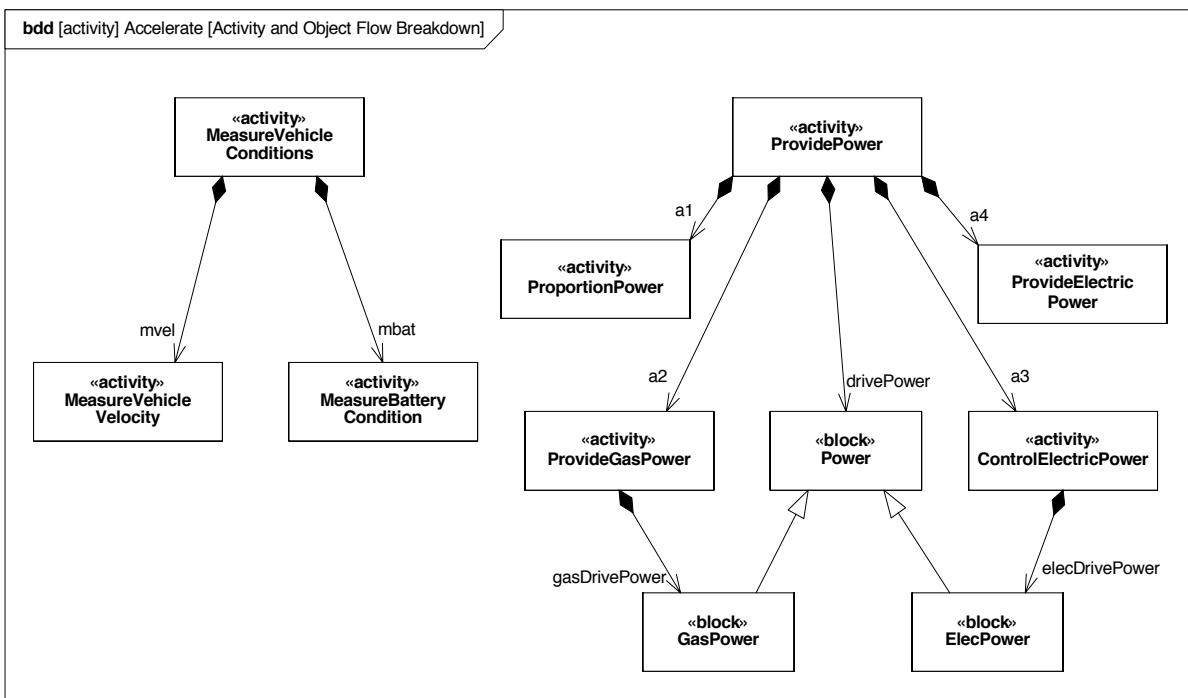 bdd [activity] Accelerate [Activity and Object Flow Breakdown]
«activity»
MeasureVehicle
Conditions
«activity»
ProvidePower
a1
a4
«activity»
ProportionPower
«activity»
ProvideElectric
Power
mvel
mbat
«activity»
MeasureVehicle
Velocity
«activity»
MeasureBattery
Condition
a2
drivePower
a3
«activity»
ProvideGasPower
«block»
Power
«activity»
ControlElectricPower
gasDrivePower
elecDrivePower
«block»
GasPower
«block»
ElecPower